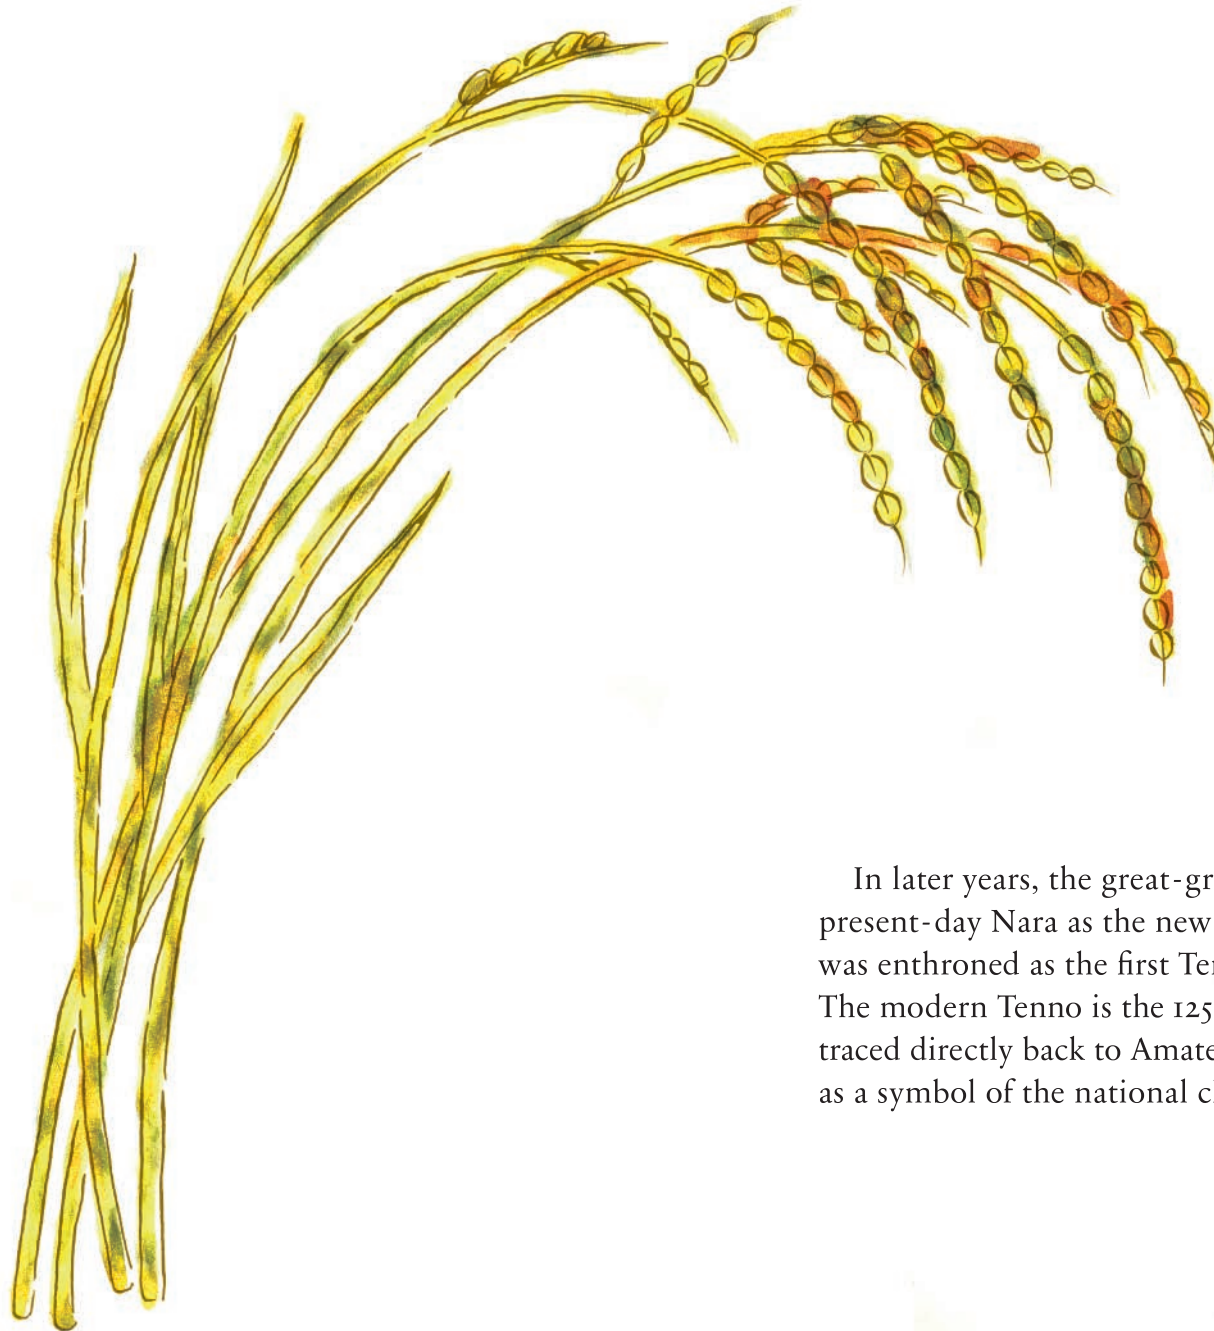 In later years, the great-gr
present-day Nara as the new
was enthroned as the first Ten
The modern Tenno is the 125
traced directly back to Amate
as a symbol of the national c